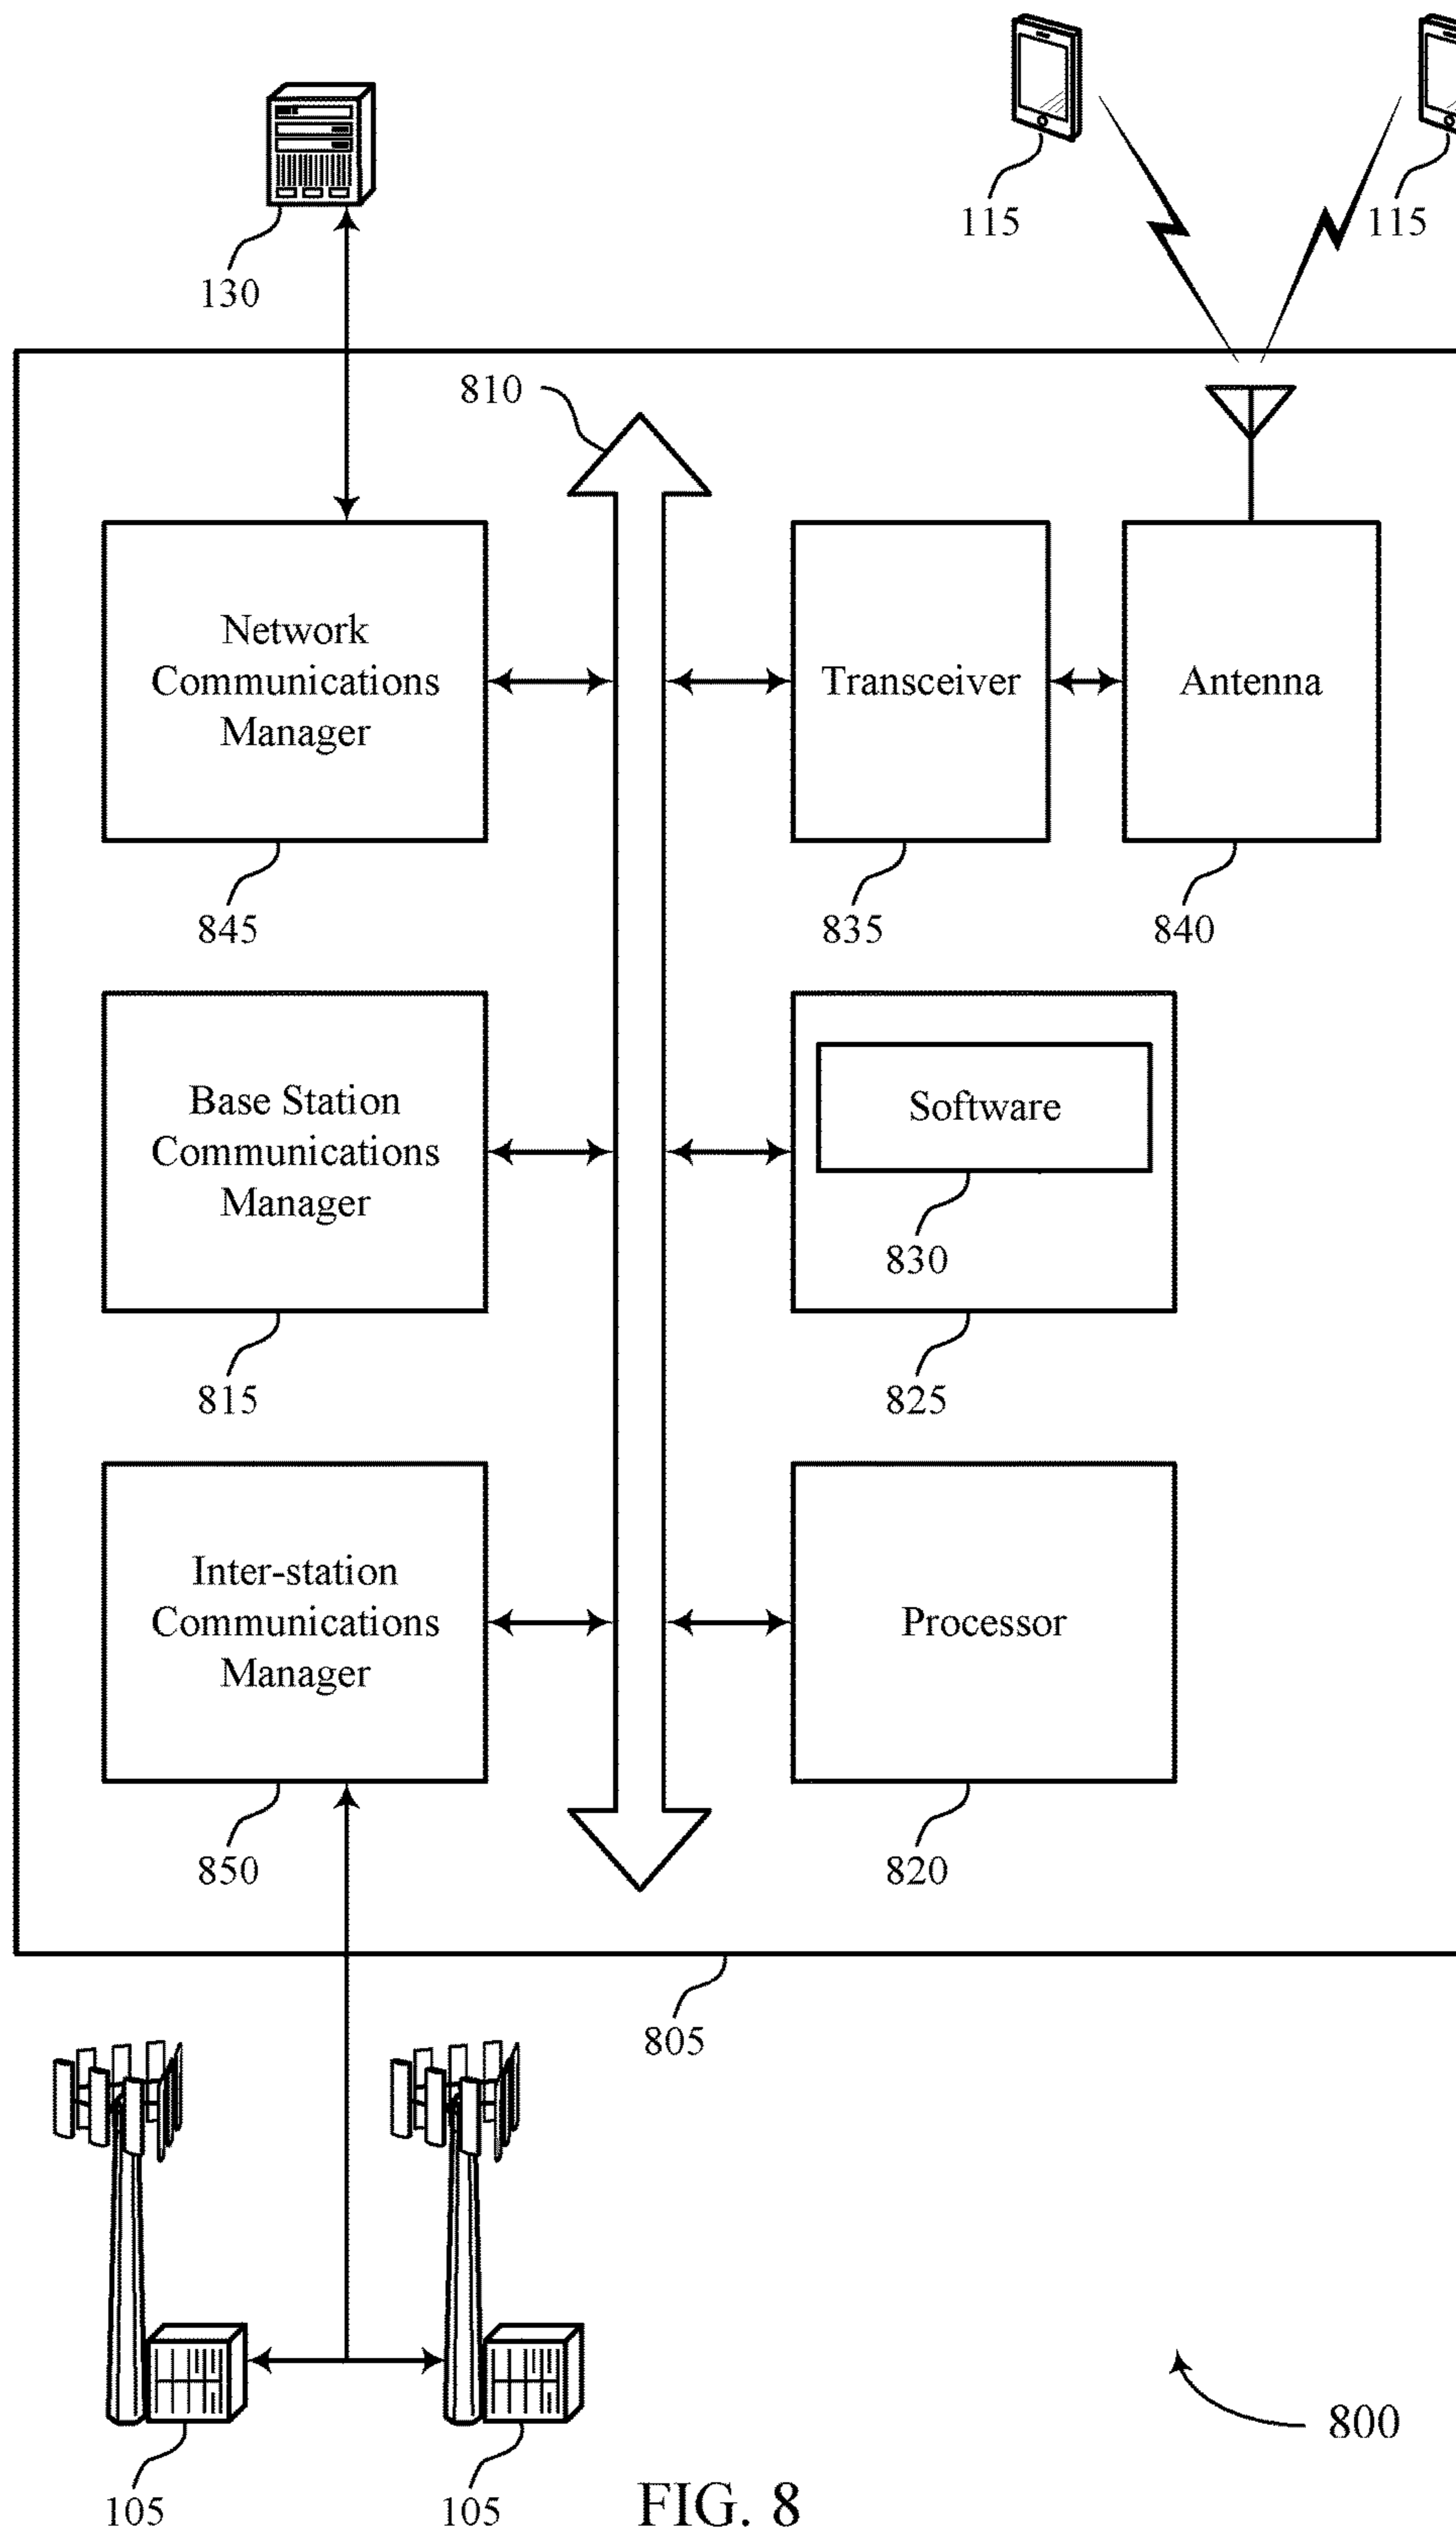 115
115
130
810
Network
Communications
Manager
Transceiver
Antenna
845
835
840
Base Station
Communications
Manager
Software
830
815
825
Inter-station
Communications
Manager
Processor
850
820
805
800
105
105
FIG. 8